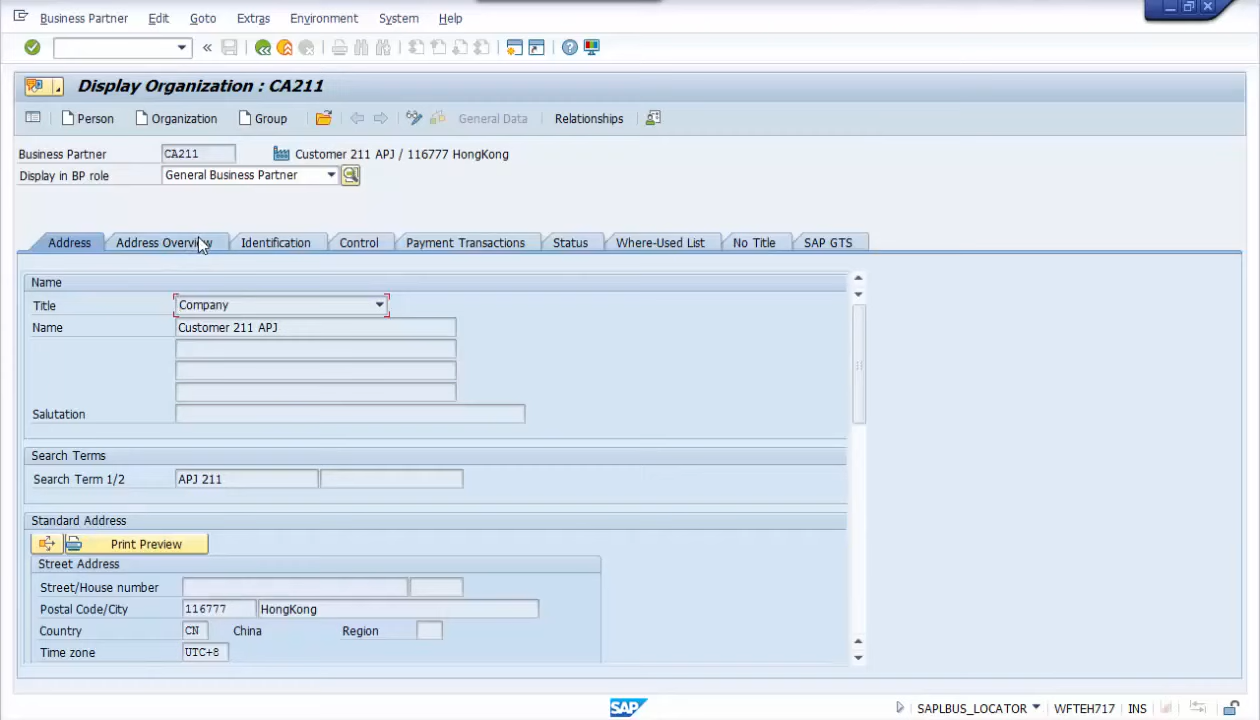 Business Partner Edit Goto Extras Environment System Help
Display Organization : CA211
Person Organization Group General Data Relationships
Business Partner CA211 Customer 211 APJ / 116777 HongKong
Display in BP role General Business Partner
Address Address Overview Identification Control Payment Transactions Status Where-Used List No Title SAP GTS
Name
Title Company
Name Customer 211 APJ
Salutation
Search Terms
Search Term 1/2 APJ 211
Standard Address
Print Preview
Street Address
Street/House number
Postal Code/City 116777 HongKong
Country CN China Region
Time zone UTC+8
SAP SAPLBUS_LOCATOR WFTEH717 INS